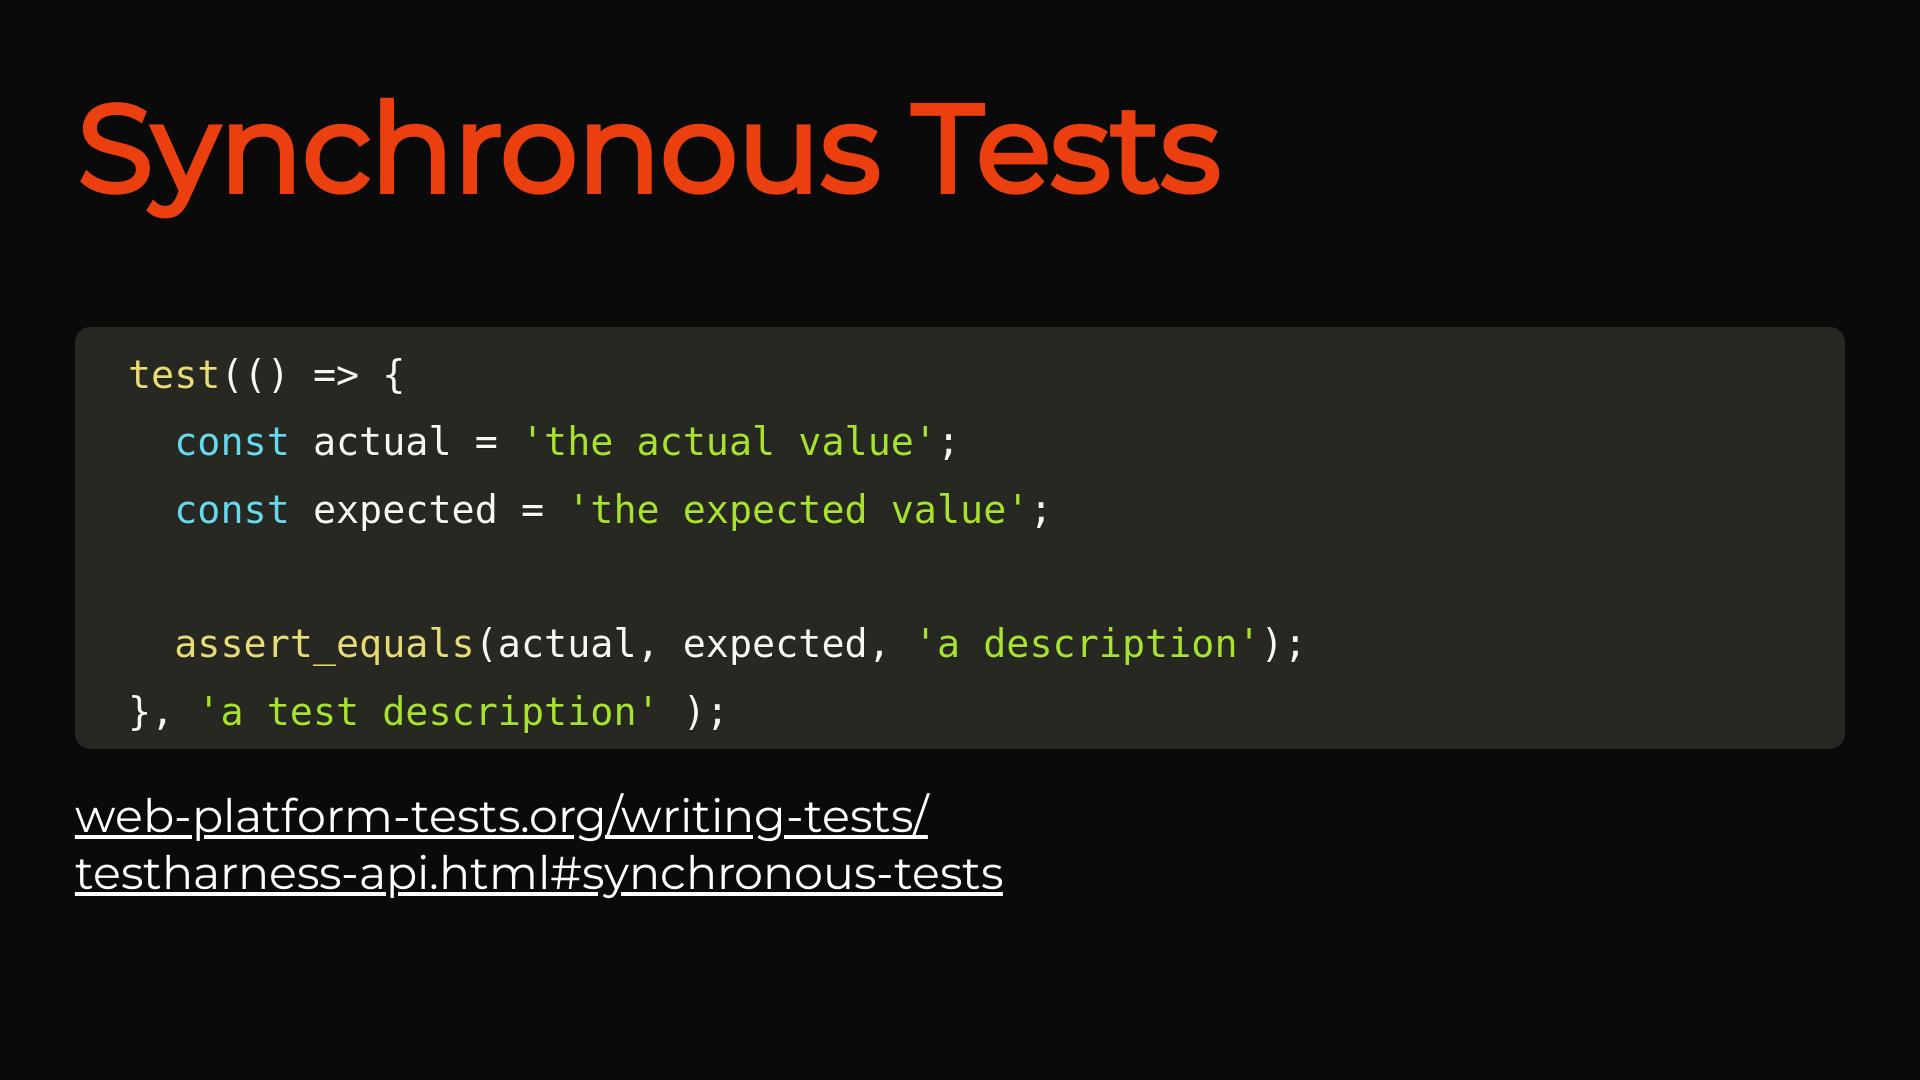 Synchronous Tests
test(() => {
  const actual = 'the actual value';
  const expected = 'the expected value';

  assert_equals(actual, expected, 'a description');
}, 'a test description' );
web-platform-tests.org/writing-tests/
testharness-api.html#synchronous-tests